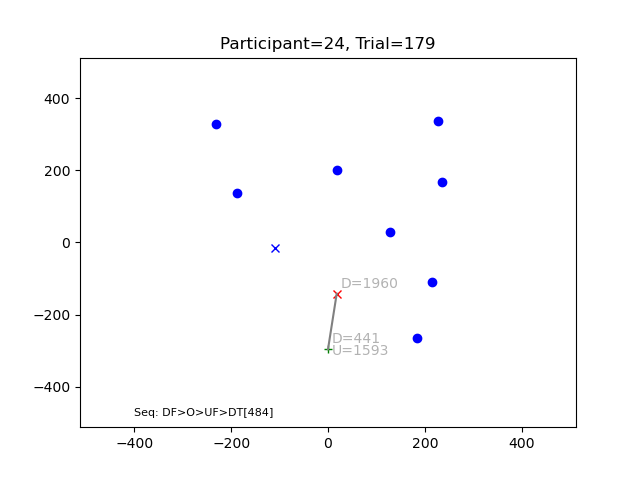 Participant=24, Trial=179
400
200
0
−200
−400
D=1960
D=441
U=1593
Seq: DF>O>UF>DT[484]
−400 −200 0 200 400